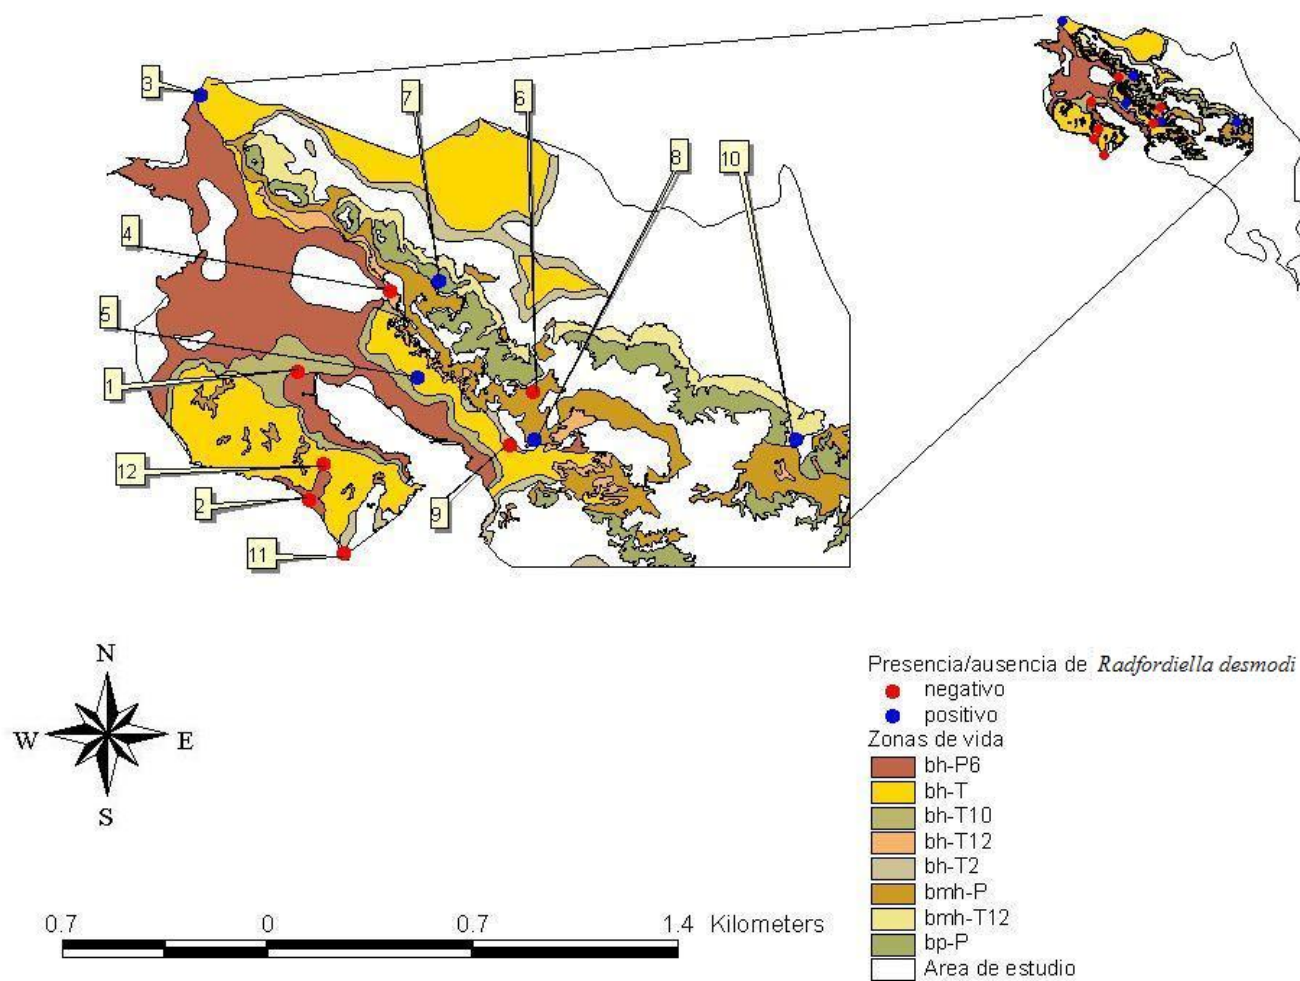 3
7
6
8
10
4
5
1
12
2
9
11
N
W E
S
0.7 0 0.7 1.4 Kilometers
Presencia/ausencia de Radfordiella desmodi
negativo
positivo
Zonas de vida
bh-P6
bh-T
bh-T10
bh-T12
bh-T2
bmh-P
bmh-T12
bp-P
Area de estudio